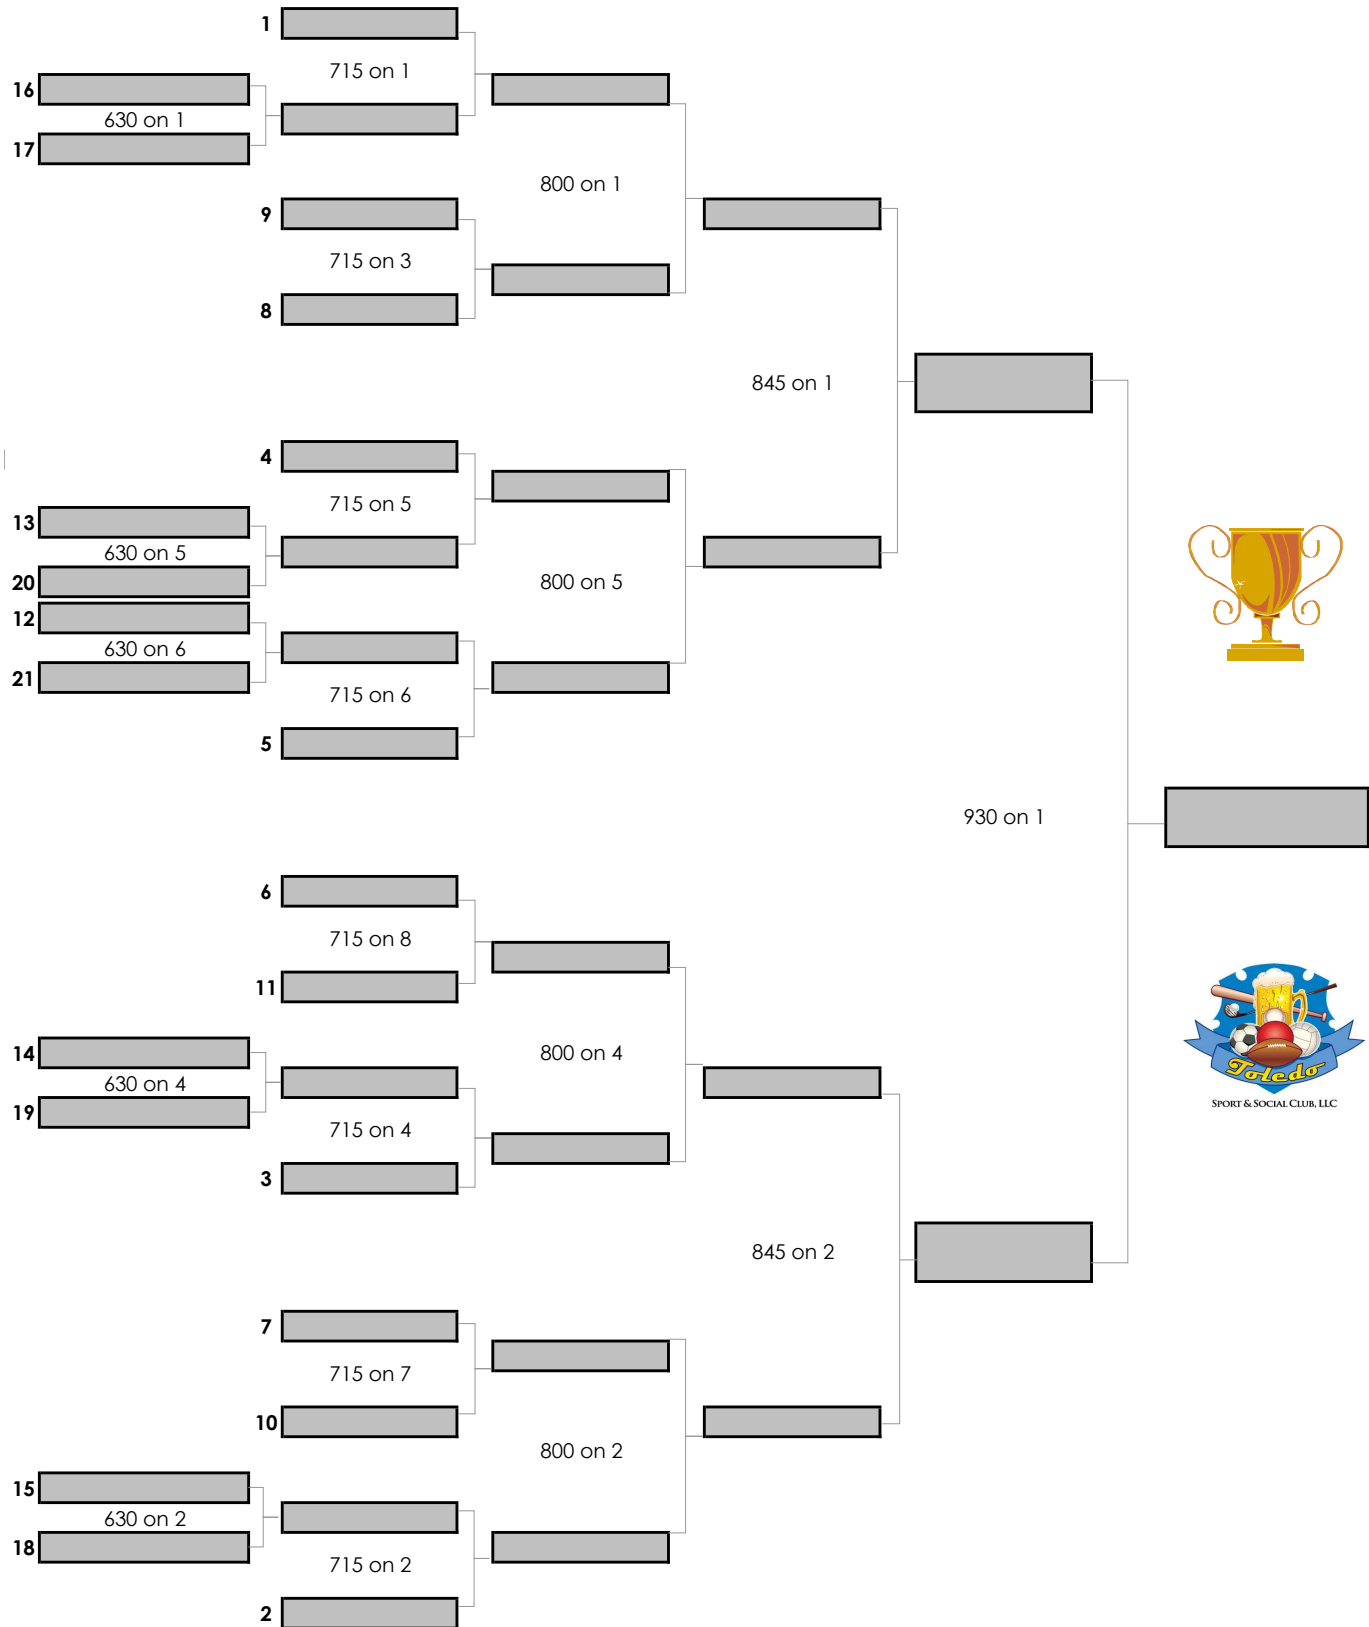 1
715 on 1
16
630 on 1
17
800 on 1
9
715 on 3
8
845 on 1
4
715 on 5
13
630 on 5
20
800 on 5
12
630 on 6
21
715 on 6
5
930 on 1
6
715 on 8
11
14
800 on 4
630 on 4
19
715 on 4
3
Toledo
SPORT & SOCIAL CLUB, LLC
845 on 2
7
715 on 7
10
800 on 2
15
630 on 2
18
715 on 2
2